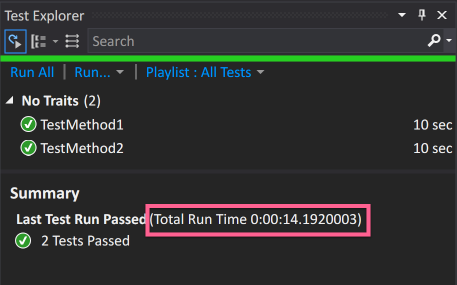 Test Explorer
Search
Run All | Run... | Playlist : All Tests
No Traits (2)
TestMethod1 10 sec
TestMethod2 10 sec
Summary
Last Test Run Passed (Total Run Time 0:00:14.1920003)
2 Tests Passed